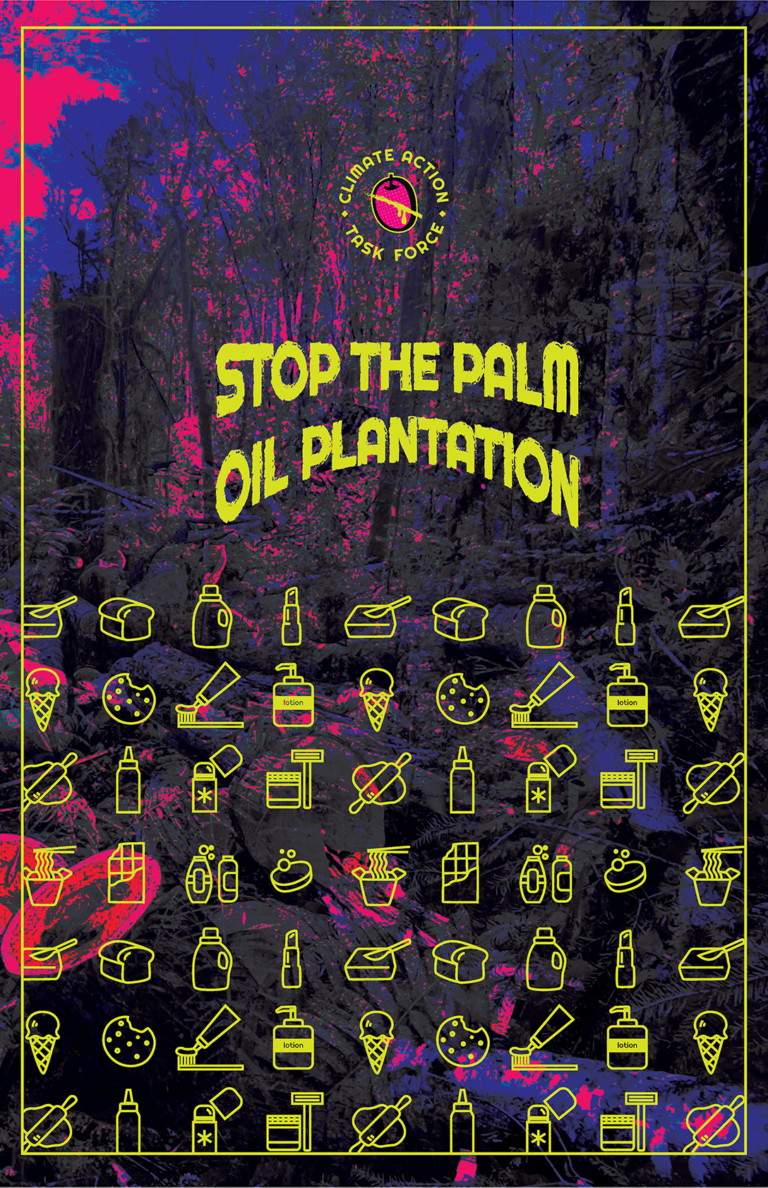 CLIMATE ACTION
TASK FORCE
STOP THE PALM
OIL PLANTATION
lotion
lotion
lotion
lotion